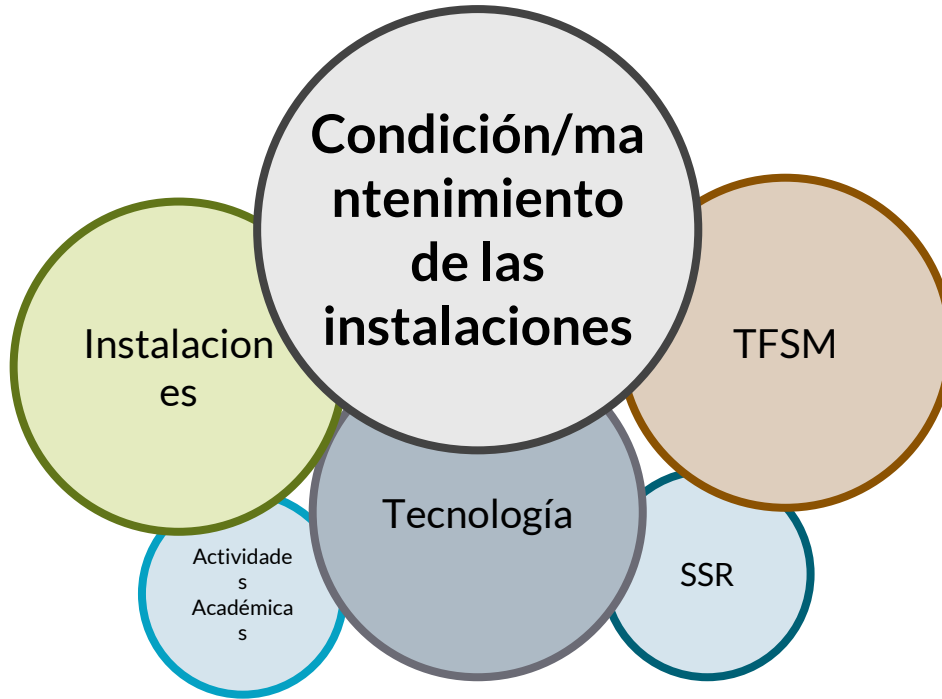 Condición/ma
ntenimiento
de las
instalaciones
Instalacion
es
TFSM
Tecnología
Actividade
s
Académica
s
SSR